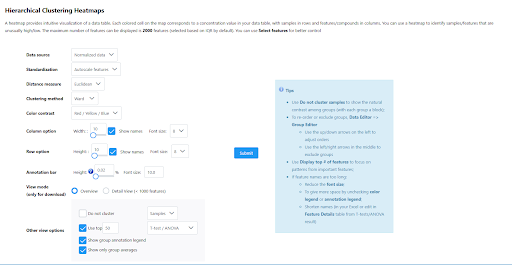 Hierarchical Clustering Heatmaps
A heatmap provides intuitive visualization of a data table. Each colored cell on the map corresponds to a concentration value in your data table, with samples in rows and features/compounds in columns. You can use a heatmap to identify samples/features that are
unusually high/low. The maximum number of features can be displayed is 2000 features (selected based on IQR by default). You can use Select features for better control
Data source Normalized data
Standardization Autoscale features
Distance measure Euclidean
Clustering method Ward
Color contrast Red / Yellow / Blue
Column option Width: Show names Font size: 8
Row option Height: Show names Font size:
Annotation bar Height 0.02 % Font size: 10.0
View mode
(only for download) Overview Detail View (< 1000 features)
Other view options
Do not cluster samples
Use top 50 T-test / ANOVA
Show group annotation legend
Show only group averages
Submit
Tips
Use Do not cluster samples to show the natural
contrast among groups (with each group a block);
To re-order or exclude groups: Data Editor ->
Group Editor
Use the up/down arrows on the left to
adjust orders
Use the left/right arrows in the middle to
exclude groups
Use Display top # of features to focus on
patterns from important features;
If feature names are too long:
Reduce the font size
To give more space by unchecking color
legend or annotation legend
Shorten names (in your Excel or edit in
Feature Details table from T-tests/ANOVA
result)